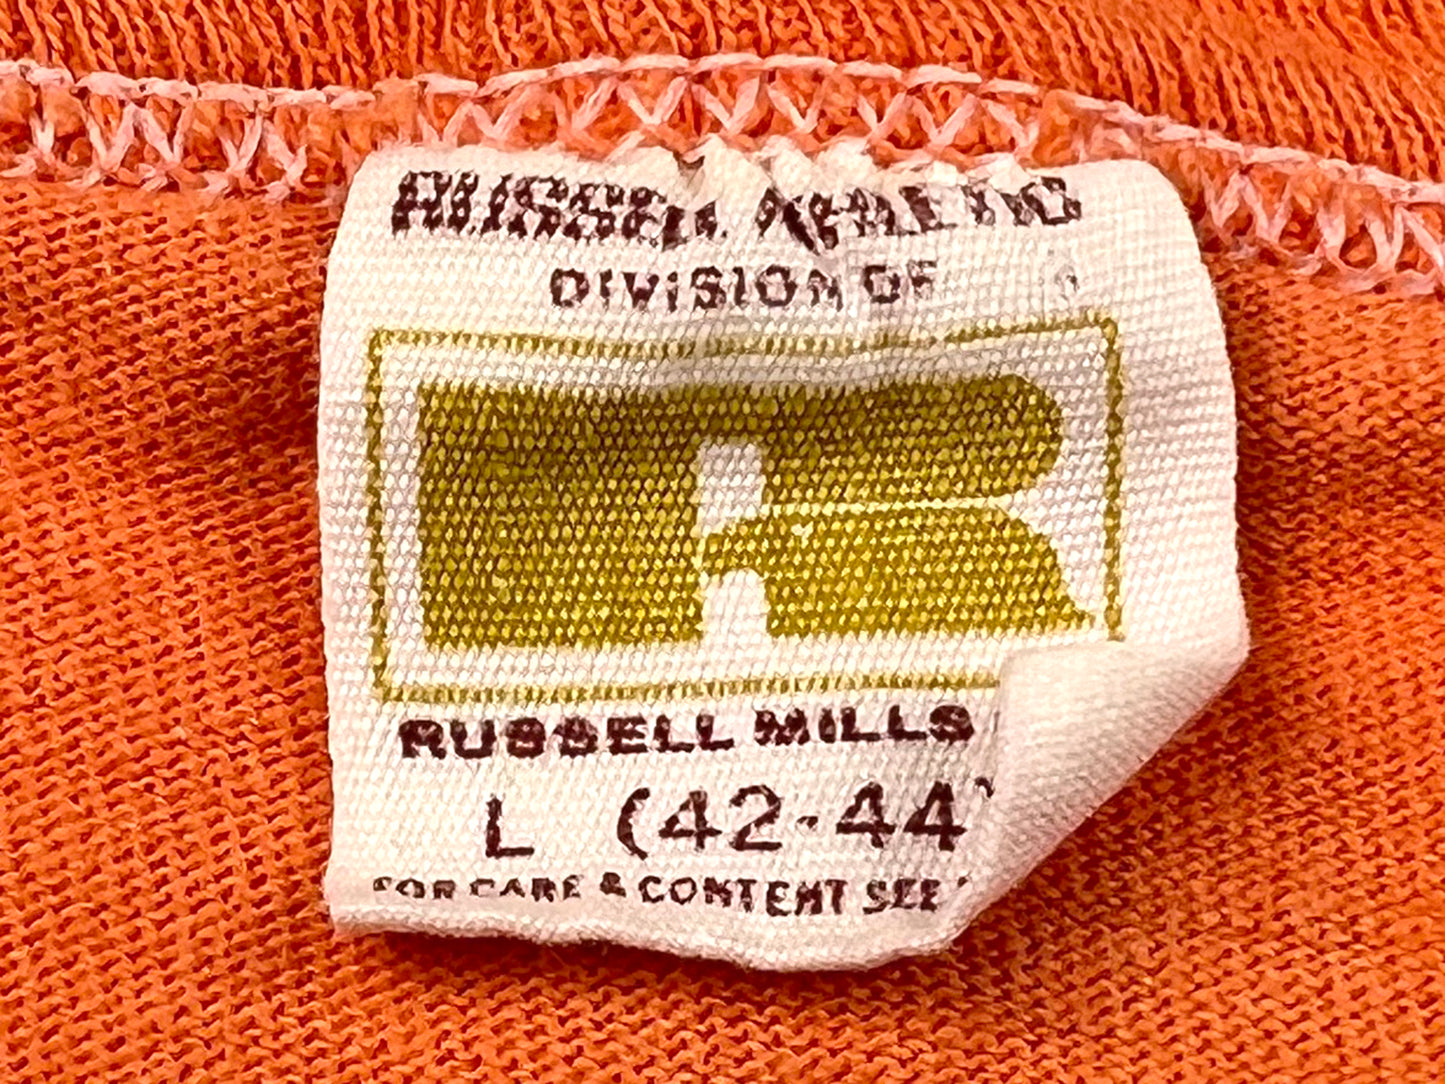 RUSSELL ATHLETIC
DIVISION OF
R
RUSSELL MILLS
L (42-44)
FOR CARE & CONTENT SEE